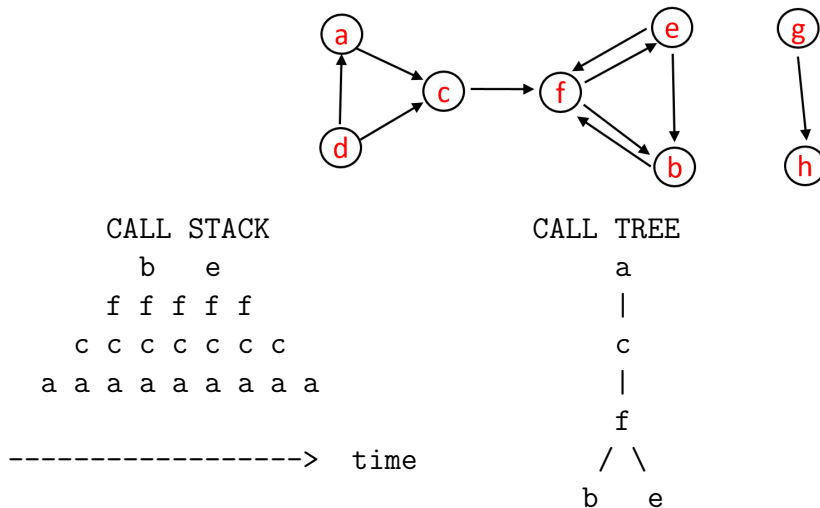 a e g
c f
d b h
CALL STACK CALL TREE
b e a
f f f f f |
c c c c c c c c
a a a a a a a a a |
f
------------------> time / \
b e